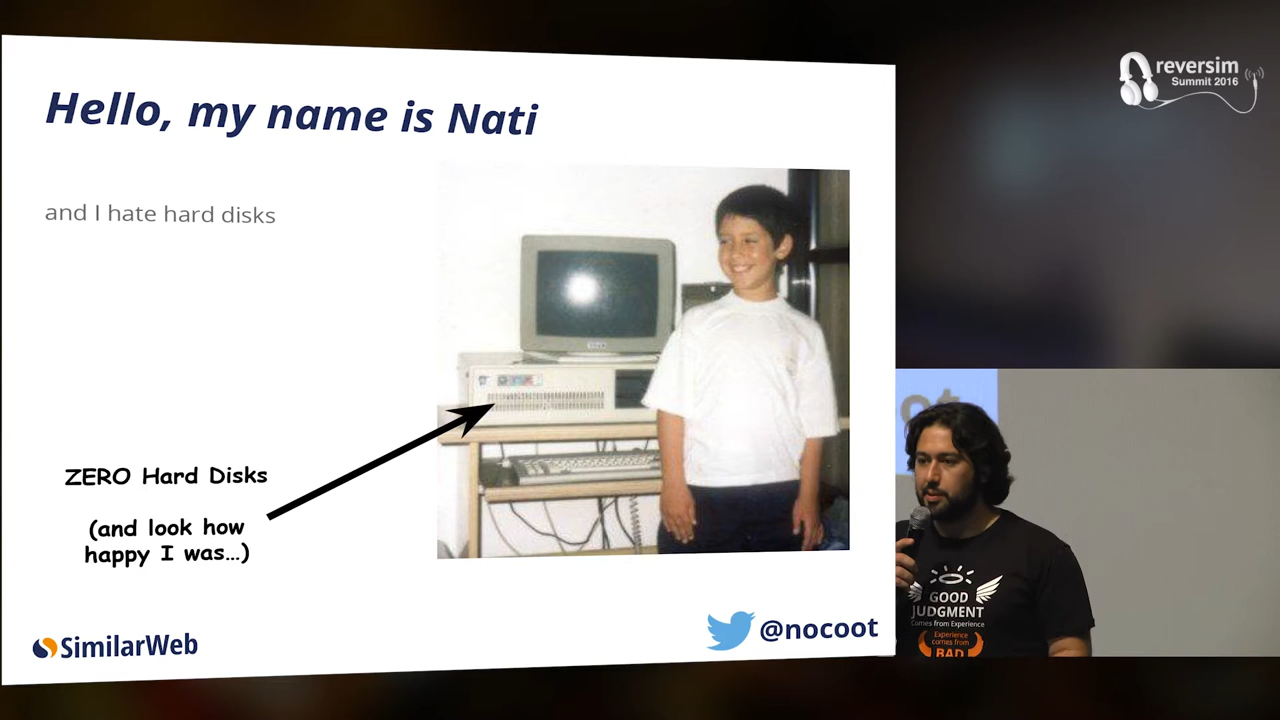 Hello, my name is Nati
and I hate hard disks
ZERO Hard Disks
(and look how
happy I was...)
SimilarWeb
@nocoot
reversim
Summit 2016
ot
GOOD
JUDGMENT
Comes from Experience
Experience
comes from
BAD